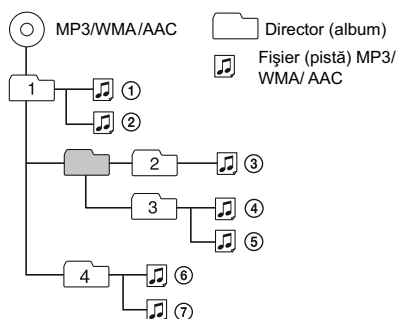 MP3/WMA/AAC
Director (album)
Fişier (pistă) MP3/
WMA/ AAC
1
①
②
2
③
3
④
⑤
4
⑥
⑦